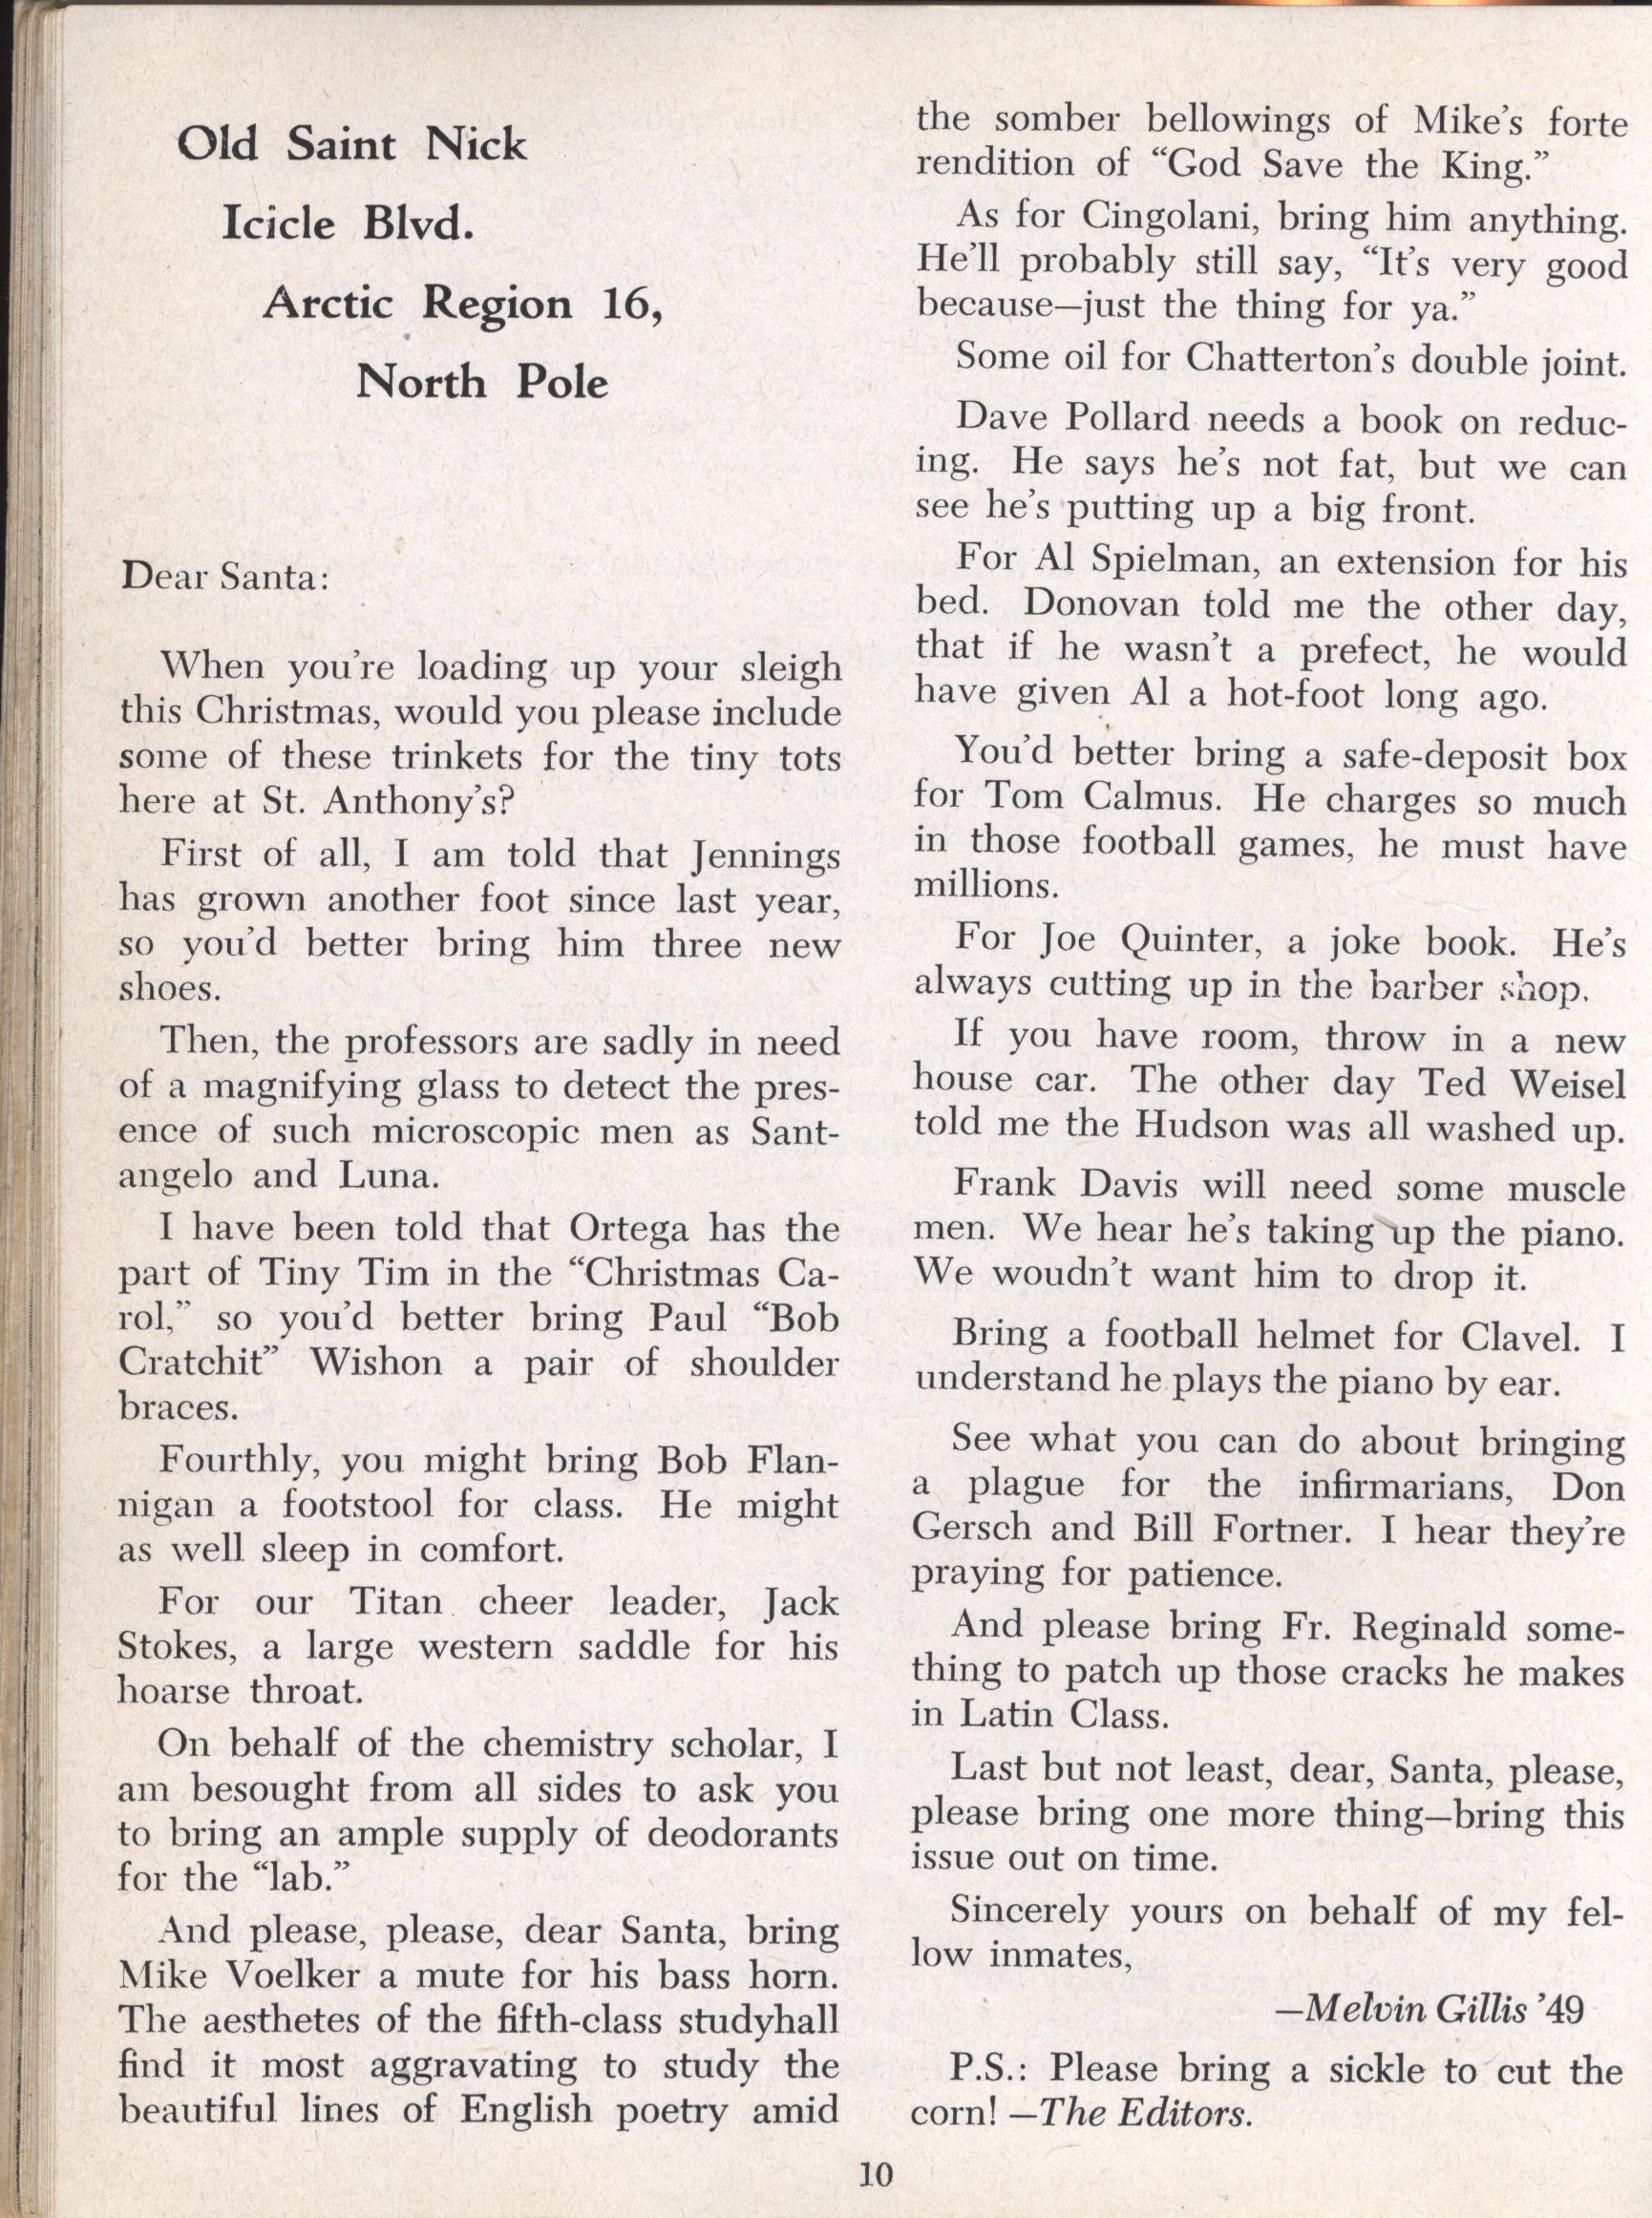 Old Saint Nick
Icicle Blvd.
Arctic Region 16,
North Pole
Dear Santa:
When you're loading up your sleigh
this Christmas, would you please include
some of these trinkets for the tiny tots
here at St. Anthony's?
First of all, I am told that Jennings
has grown another foot since last year,
so you'd better bring him three new
shoes.
Then, the professors are sadly in need
of a magnifying glass to detect the pres-
ence of such microscopic men as Sant-
angelo and Luna.
I have been told that Ortega has the
part of Tiny Tim in the “Christmas Ca-
rol,” so you'd better bring Paul “Bob
Cratchit” Wishon a pair of shoulder
braces.
Fourthly, you might bring Bob Flan-
nigan a footstool for class. He might
as well sleep in comfort.
For our Titan cheer leader, Jack
Stokes, a large western saddle for his
hoarse throat.
On behalf of the chemistry scholar, I
am besought from all sides to ask you
to bring an ample supply of deodorants
for the “lab.”
And please, please, dear Santa, bring
Mike Voelker a mute for his bass horn.
The aesthetes of the fifth-class studyhall
find it most aggravating to study the
beautiful lines of English poetry amid
the somber bellowings of Mike's forte
rendition of “God Save the King.”
As for Cingolani, bring him anything.
He'll probably still say, “It's very good
because—just the thing for ya.”
Some oil for Chatterton's double joint.
Dave Pollard needs a book on reduc-
ing. He says he's not fat, but we can
see he's putting up a big front.
For Al Spielman, an extension for his
bed. Donovan told me the other day,
that if he wasn't a prefect, he would
have given Al a hot-foot long ago.
You'd better bring a safe-deposit box
for Tom Calmus. He charges so much
in those football games, he must have
millions.
For Joe Quinter, a joke book. He's
always cutting up in the barber shop.
If you have room, throw in a new
house car. The other day Ted Weisel
told me the Hudson was all washed up.
Frank Davis will need some muscle
men. We hear he's taking up the piano.
We woudn't want him to drop it.
Bring a football helmet for Clavel. I
understand he plays the piano by ear.
See what you can do about bringing
a plague for the infirmarians, Don
Gersch and Bill Fortner. I hear they're
praying for patience.
And please bring Fr. Reginald some-
thing to patch up those cracks he makes
in Latin Class.
Last but not least, dear, Santa, please,
please bring one more thing—bring this
issue out on time.
Sincerely yours on behalf of my fel-
low inmates,
—Melvin Gillis '49
P.S.: Please bring a sickle to cut the
corn! —The Editors.
10